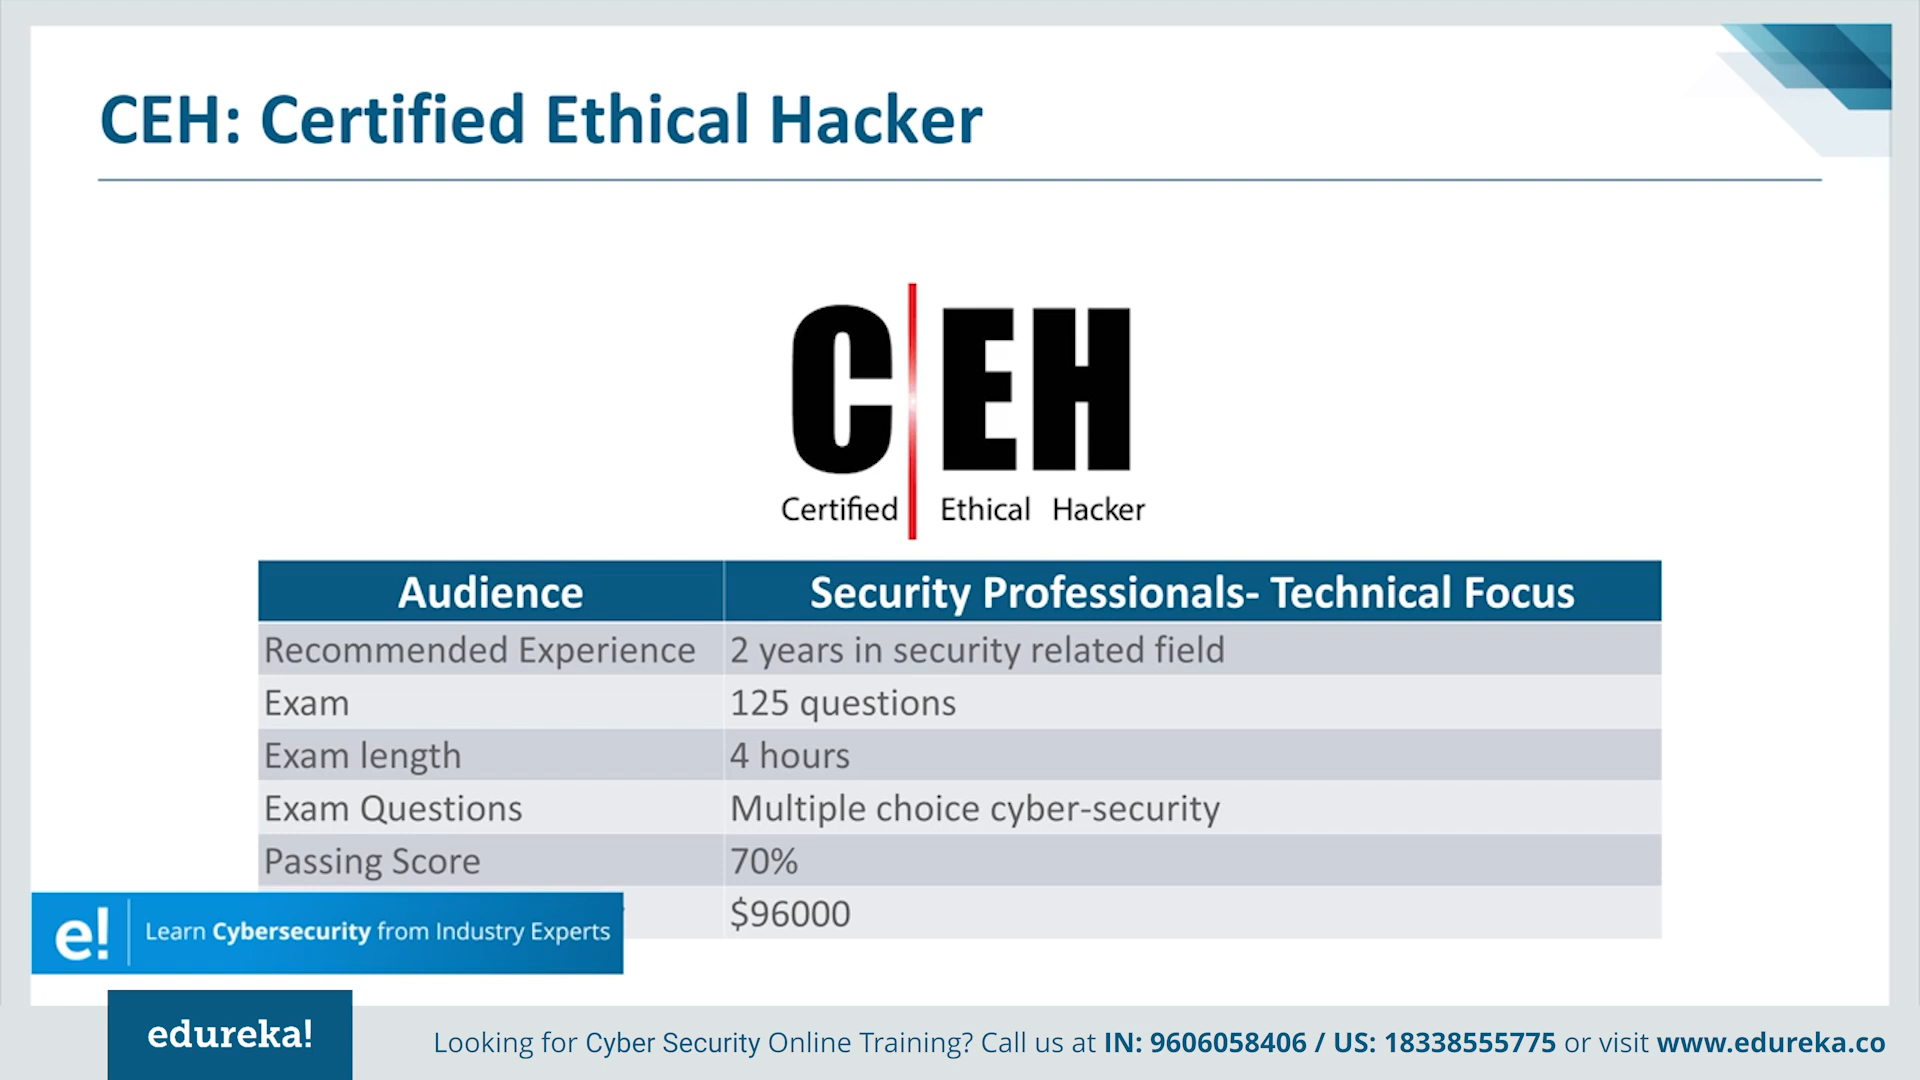 CEH: Certified Ethical Hacker
C EH
Certified Ethical Hacker
Audience Security Professionals- Technical Focus
Recommended Experience 2 years in security related field
Exam 125 questions
Exam length 4 hours
Exam Questions Multiple choice cyber-security
Passing Score 70%
$96000
e! Learn Cybersecurity from Industry Experts
edureka! Looking for Cyber Security Online Training? Call us at IN: 9606058406 / US: 18338555775 or visit www.edureka.co